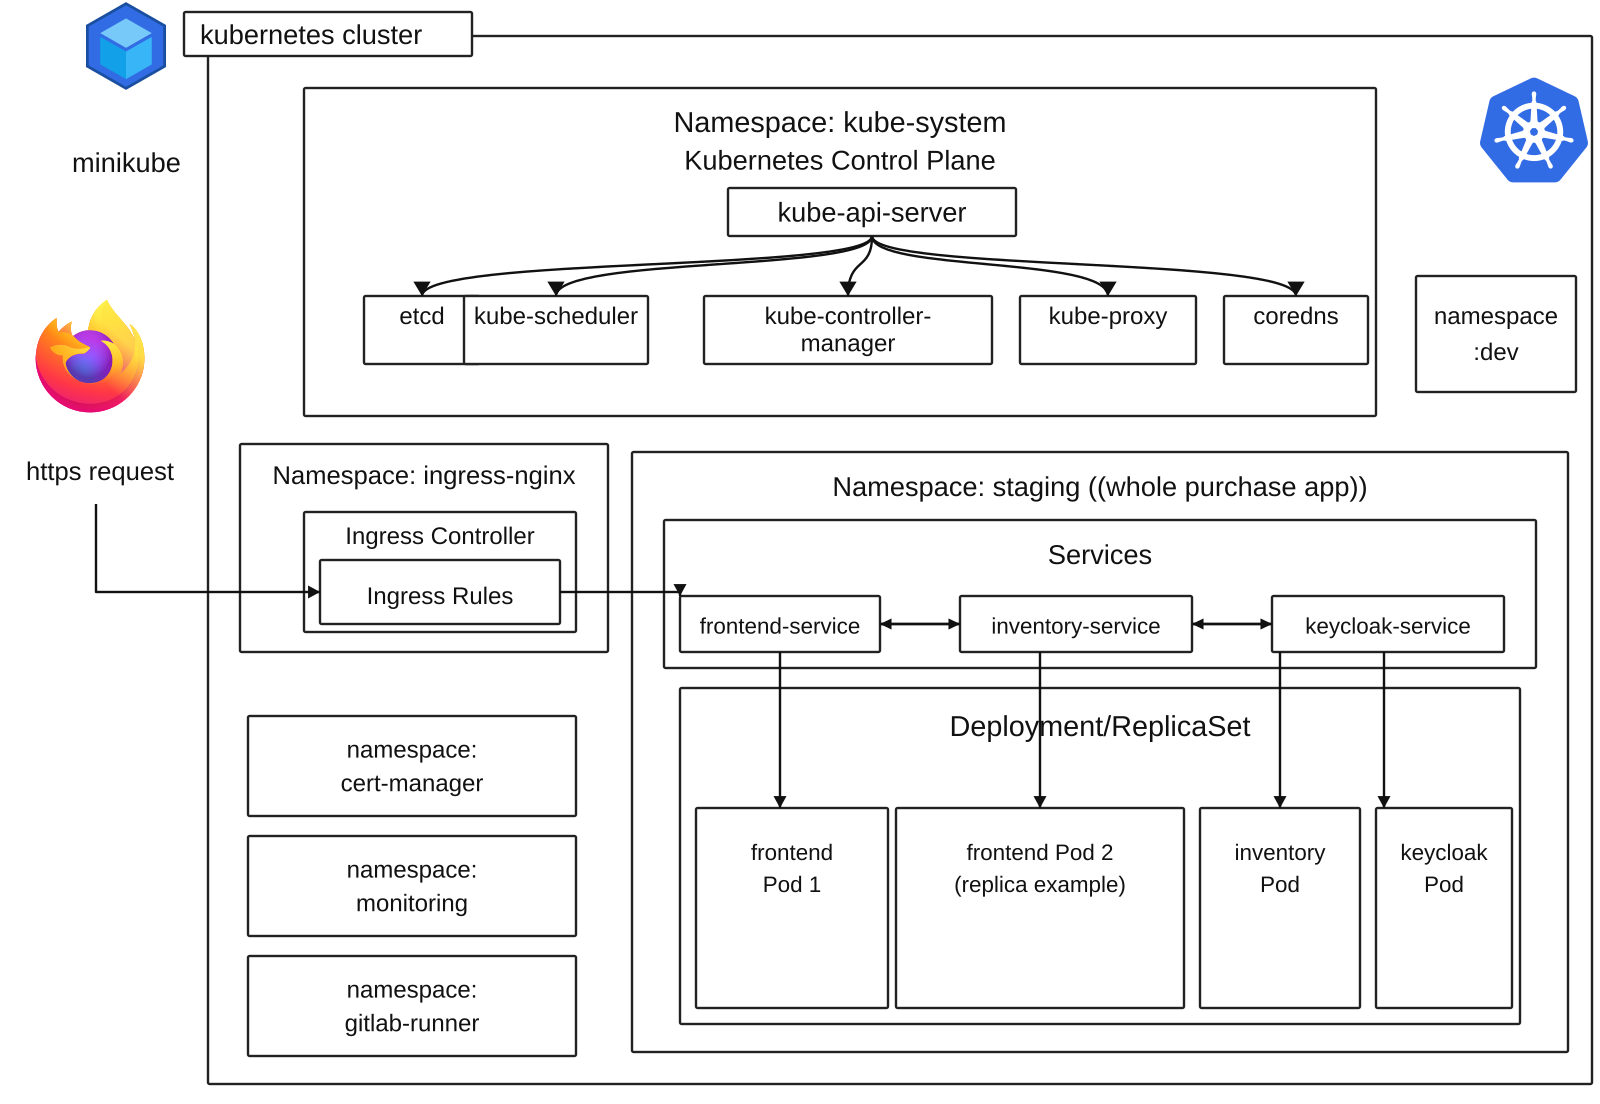 kubernetes cluster
minikube
Namespace: kube-system
Kubernetes Control Plane
kube-api-server
etcd
kube-scheduler
kube-controller-
manager
kube-proxy
coredns
namespace
:dev
https request
Namespace: ingress-nginx
Ingress Controller
Ingress Rules
Namespace: staging ((whole purchase app))
Services
frontend-service
inventory-service
keycloak-service
Deployment/ReplicaSet
frontend
Pod 1
frontend Pod 2
(replica example)
inventory
Pod
keycloak
Pod
namespace:
cert-manager
namespace:
monitoring
namespace:
gitlab-runner